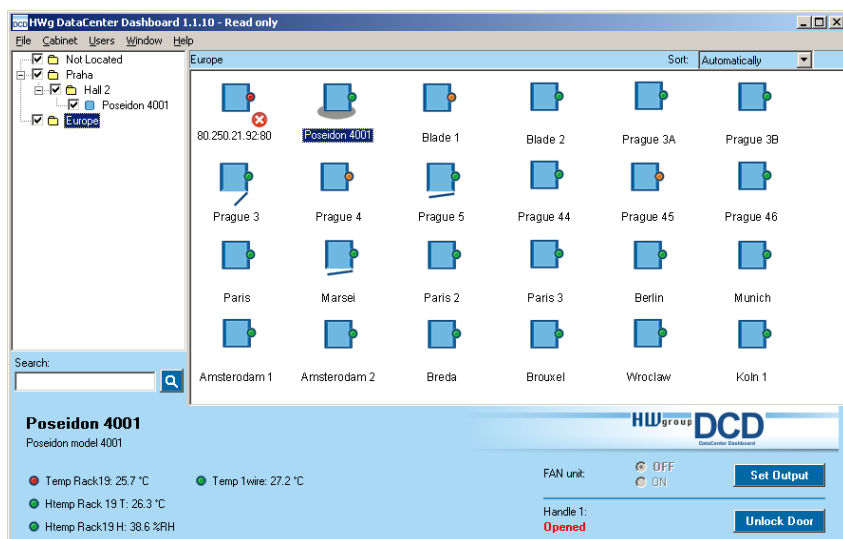 DCD HWg DataCenter Dashboard 1.1.10 - Read only
File Cabinet Users Window Help
Not Located
Praha
Hall 2
Poseidon 4001
Europe
Europe Sort: Automatically
80.250.21.92:80 Poseidon 4001 Blade 1 Blade 2 Prague 3A Prague 3B
Prague 3 Prague 4 Prague 5 Prague 44 Prague 45 Prague 46
Paris Marsei Paris 2 Paris 3 Berlin Munich
Amsterodam 1 Amsterodam 2 Breda Brouxel Wroclaw Koln 1
Search:
Poseidon 4001
Poseidon model 4001
HWgroup DCD
DataCenter Dashboard
Temp Rack19: 25.7 °C Temp 1wire: 27.2 °C
Htemp Rack 19 T: 26.3 °C
Htemp Rack19 H: 38.6 %RH
FAN unit: OFF
ON
Set Output
Handle 1:
Opened
Unlock Door